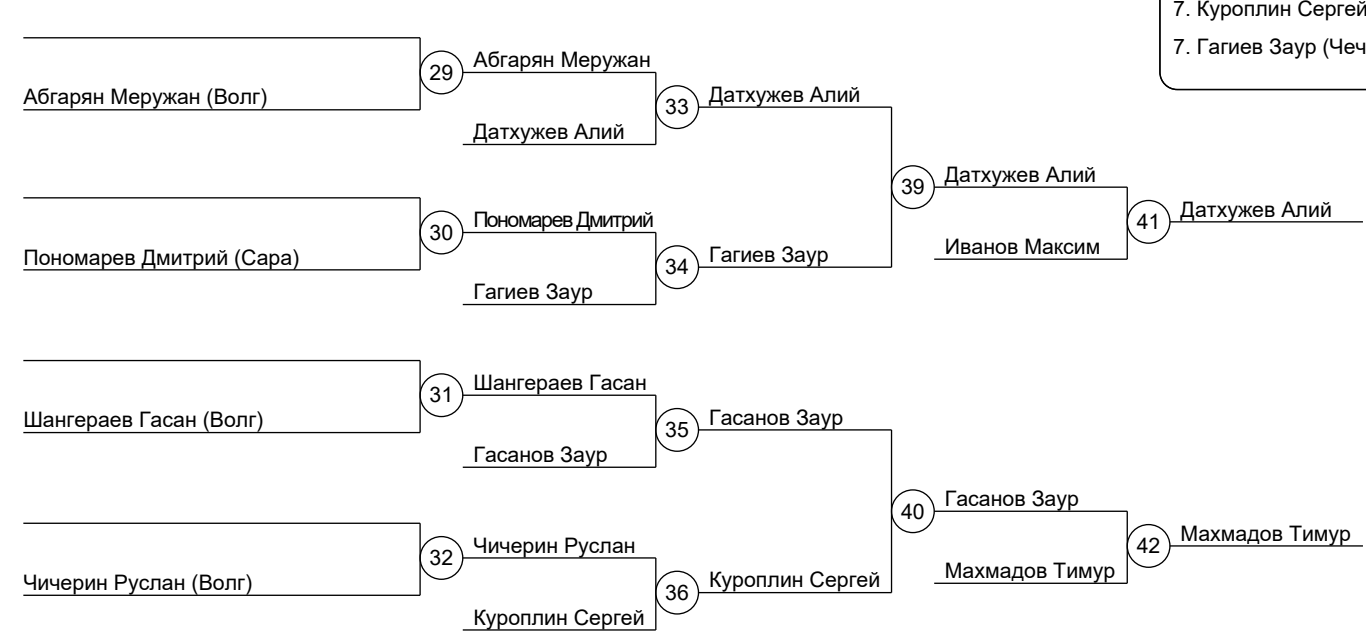 7. Куроплин Сергей
7. Гагиев Заур (Чеч
29
Абгарян Меружан
Абгарян Меружан (Волг)
33
Датхужев Алий
Датхужев Алий
39
Датхужев Алий
30
Пономарев Дмитрий
41
Датхужев Алий
Пономарев Дмитрий (Сара)
34
Гагиев Заур
Иванов Максим
Гагиев Заур
31
Шангераев Гасан
Шангераев Гасан (Волг)
35
Гасанов Заур
Гасанов Заур
40
Гасанов Заур
32
Чичерин Руслан
42
Махмадов Тимур
Чичерин Руслан (Волг)
36
Куроплин Сергей
Махмадов Тимур
Куроплин Сергей